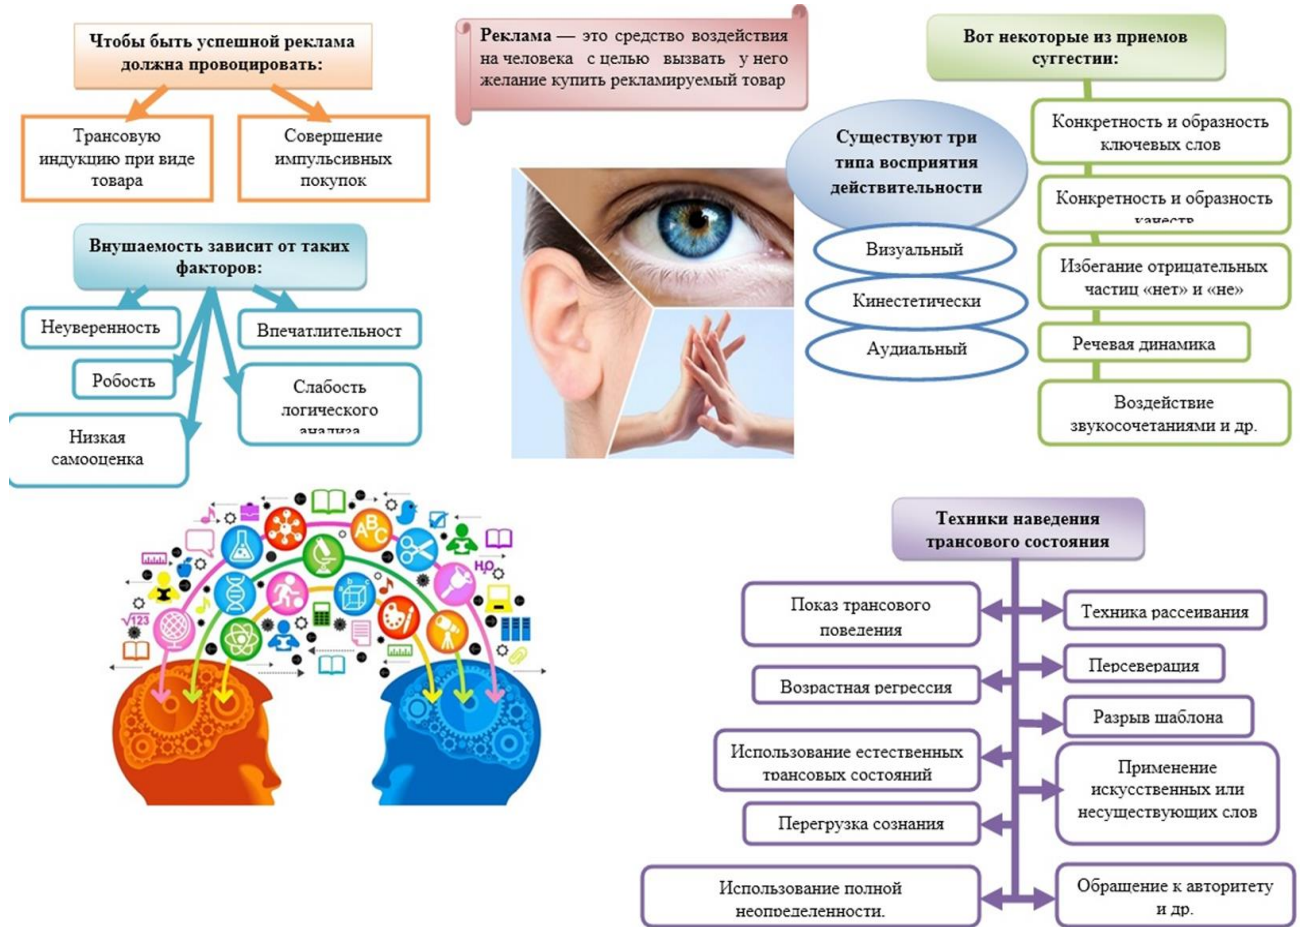 Чтобы быть успешной реклама
должна провоцировать:
Трансовую
индукцию при виде
товара
Совершение
импульсивных
покупок
Реклама — это средство воздействия
на человека с целью вызвать у него
желание купить рекламируемый товар
Вот некоторые из приемов
суггестии:
Конкретность и образность
ключевых слов
Конкретность и образность
качеств
Избегание отрицательных
частиц «нет» и «не»
Речевая динамика
Воздействие
звукосочетаниями и др.
Существуют три
типа восприятия
действительности
Визуальный
Кинестетически
Аудиальный
Внушаемость зависит от таких
факторов:
Неуверенность
Впечатлительност
Робость
Слабость
логического
анализа
Низкая
самооценка
ABC
H₂O
√123
a b c
Техники наведения
трансового состояния
Показ трансового
поведения
Возрастная регрессия
Использование естественных
трансовых состояний
Перегрузка сознания
Использование полной
неопределенности.
Техника рассеивания
Персеверация
Разрыв шаблона
Применение
искусственных или
несуществующих слов
Обращение к авторитету
и др.